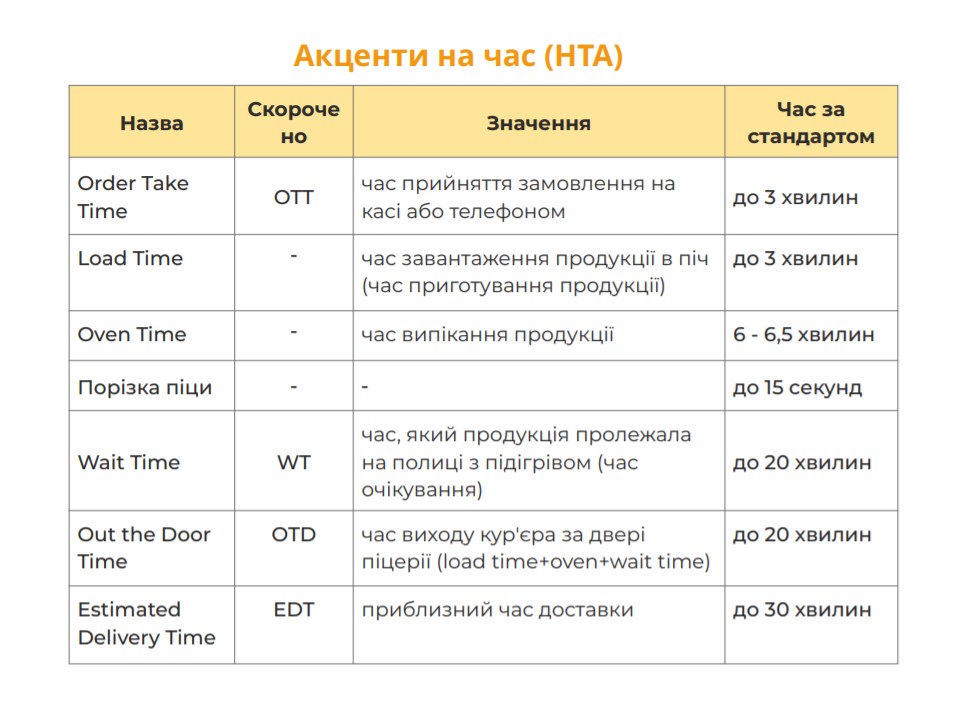 Акценти на час (НТА)
Назва
Скороче
но
Значення
Час за
стандартом
Order Take
Time
ОТТ
час прийняття замовлення на
касі або телефоном
до 3 хвилин
Load Time
-
час завантаження продукції в піч
(час приготування продукції)
до 3 хвилин
Oven Time
-
час випікання продукції
6 - 6,5 хвилин
Порізка піци
-
-
до 15 секунд
Wait Time
WT
час, який продукція пролежала
на полиці з підігрівом (час
очікування)
до 20 хвилин
Out the Door
Time
OTD
час виходу кур'єра за двері
піцерії (load time+oven+wait time)
до 20 хвилин
Estimated
Delivery Time
EDT
приблизний час доставки
до 30 хвилин